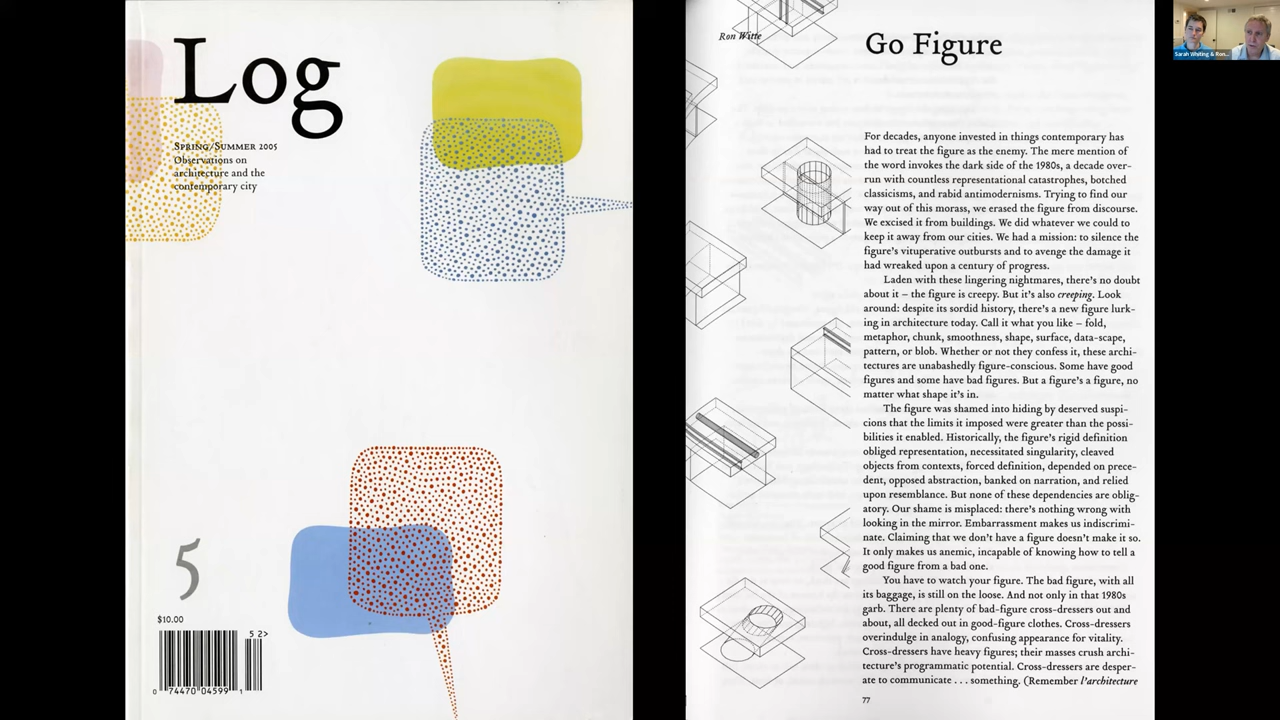 Log
SPRING/SUMMER 2005
Observations on
architecture and the
contemporary city
5
$10.00
5 2>
0 74470 04599 1
Ron Witte
Go Figure
For decades, anyone invested in things contemporary has
had to treat the figure as the enemy. The mere mention of
the word invokes the dark side of the 1980s, a decade over-
run with countless representational catastrophes, botched
classicisms, and rabid antimodernisms. Trying to find our
way out of this morass, we erased the figure from discourse.
We excised it from buildings. We did whatever we could to
keep it away from our cities. We had a mission: to silence the
figure's vituperative outbursts and to avenge the damage it
had wreaked upon a century of progress.
Laden with these lingering nightmares, there's no doubt
about it – the figure is creepy. But it's also creeping. Look
around: despite its sordid history, there's a new figure lurk-
ing in architecture today. Call it what you like – fold,
metaphor, chunk, smoothness, shape, surface, data-scape,
pattern, or blob. Whether or not they confess it, these archi-
tectures are unabashedly figure-conscious. Some have good
figures and some have bad figures. But a figure's a figure, no
matter what shape it's in.
The figure was shamed into hiding by deserved suspi-
cions that the limits it imposed were greater than the possi-
bilities it enabled. Historically, the figure's rigid definition
obliged representation, necessitated singularity, cleaved
objects from contexts, forced definition, depended on prece-
dent, opposed abstraction, banked on narration, and relied
upon resemblance. But none of these dependencies are oblig-
atory. Our shame is misplaced: there's nothing wrong with
looking in the mirror. Embarrassment makes us indiscrimi-
nate. Claiming that we don't have a figure doesn't make it so.
It only makes us anemic, incapable of knowing how to tell a
good figure from a bad one.
You have to watch your figure. The bad figure, with all
its baggage, is still on the loose. And not only in that 1980s
garb. There are plenty of bad-figure cross-dressers out and
about, all decked out in good-figure clothes. Cross-dressers
overindulge in analogy, confusing appearance for vitality.
Cross-dressers have heavy figures; their masses crush archi-
tecture's programmatic potential. Cross-dressers are desper-
ate to communicate . . . something. (Remember l'architecture
77
Sarah Whiting & Ron...